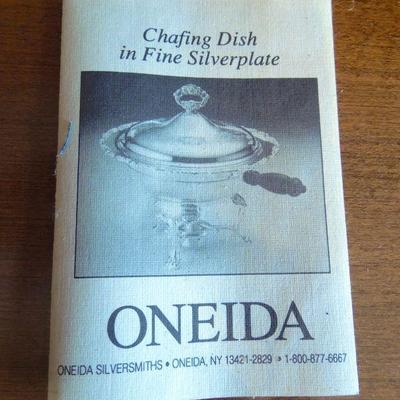 Chafing Dish
in Fine Silverplate
ONEIDA
ONEIDA SILVERSMITHS • ONEIDA, NY 13421-2829 • 1-800-877-6667